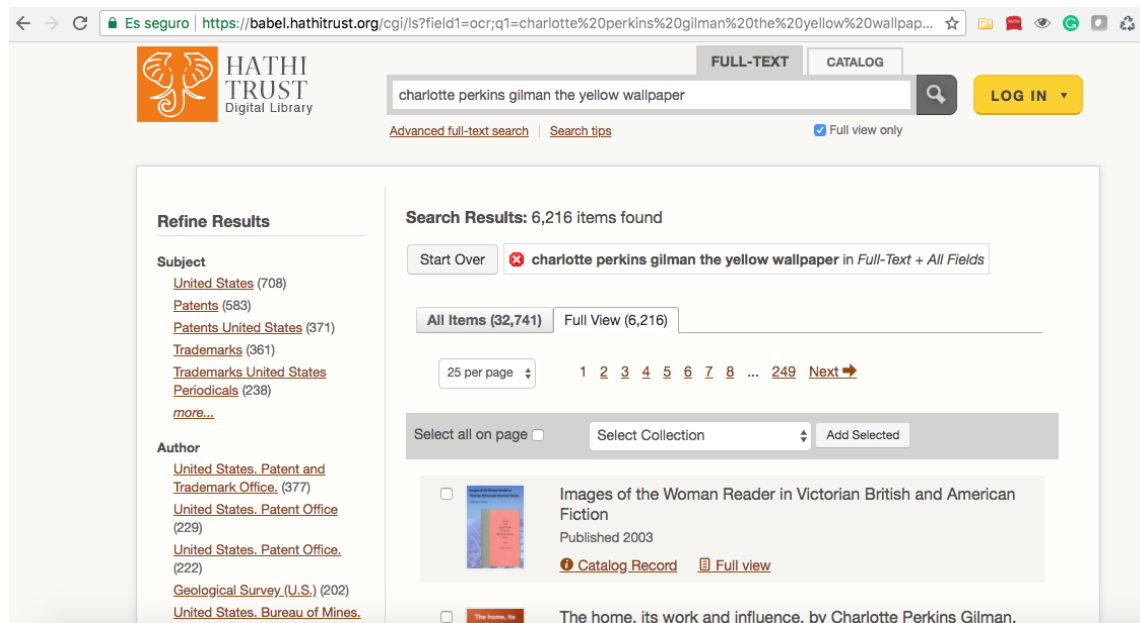 Es seguro | https://babel.hathitrust.org/cgi/ls?field1=ocr;q1=charlotte%20perkins%20gilman%20the%20yellow%20wallpap...
HATHI
TRUST
Digital Library
FULL-TEXT CATALOG
charlotte perkins gilman the yellow wallpaper
LOG IN
Advanced full-text search | Search tips
Full view only
Refine Results
Subject
United States (708)
Patents (583)
Patents United States (371)
Trademarks (361)
Trademarks United States
Periodicals (238)
more...
Author
United States. Patent and
Trademark Office. (377)
United States. Patent Office
(229)
United States. Patent Office.
(222)
Geological Survey (U.S.) (202)
United States. Bureau of Mines.
Search Results: 6,216 items found
Start Over
charlotte perkins gilman the yellow wallpaper in Full-Text + All Fields
All Items (32,741) Full View (6,216)
25 per page 1 2 3 4 5 6 7 8 ... 249 Next
Select all on page Select Collection Add Selected
Images of the Woman Reader in Victorian British and American
Fiction
Published 2003
Catalog Record Full view
The home, its
The home, its work and influence, by Charlotte Perkins Gilman.